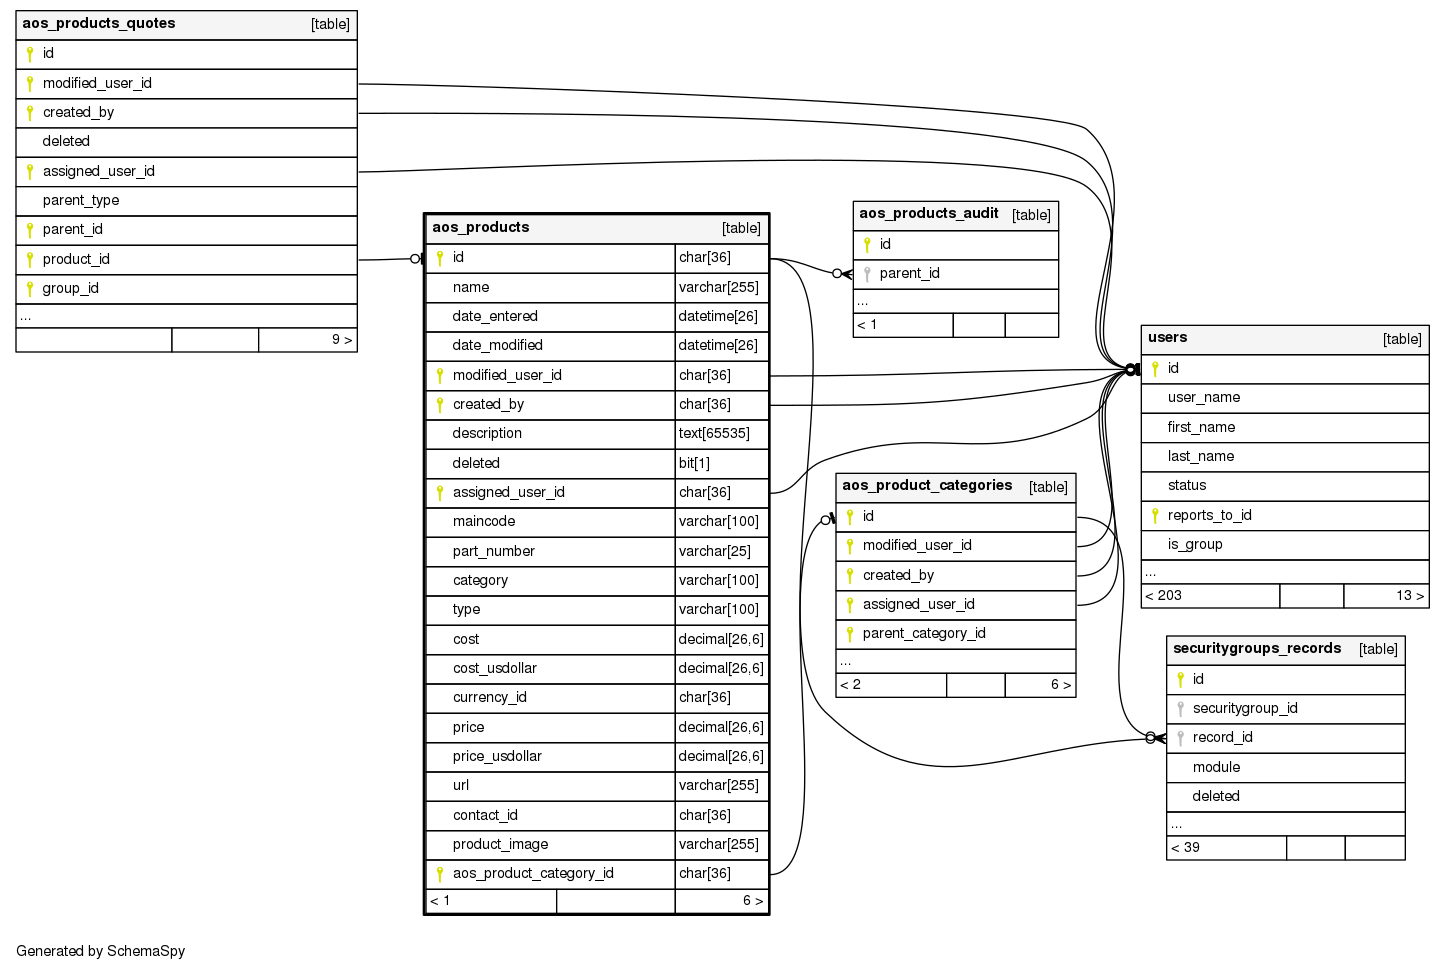 aos_products_quotes [table]
id
modified_user_id
created_by
deleted
assigned_user_id
parent_type
parent_id
product_id
group_id
...
9 >
aos_products [table]
id char[36]
name varchar[255]
date_entered datetime[26]
date_modified datetime[26]
modified_user_id char[36]
created_by char[36]
description text[65535]
deleted bit[1]
assigned_user_id char[36]
maincode varchar[100]
part_number varchar[25]
category varchar[100]
type varchar[100]
cost decimal[26,6]
cost_usdollar decimal[26,6]
currency_id char[36]
price decimal[26,6]
price_usdollar decimal[26,6]
url varchar[255]
contact_id char[36]
product_image varchar[255]
aos_product_category_id char[36]
< 1 6 >
aos_products_audit [table]
id
parent_id
...
< 1
aos_product_categories [table]
id
modified_user_id
created_by
assigned_user_id
parent_category_id
...
< 2 6 >
users [table]
id
user_name
first_name
last_name
status
reports_to_id
is_group
...
< 203 13 >
securitygroups_records [table]
id
securitygroup_id
record_id
module
deleted
...
< 39
Generated by SchemaSpy